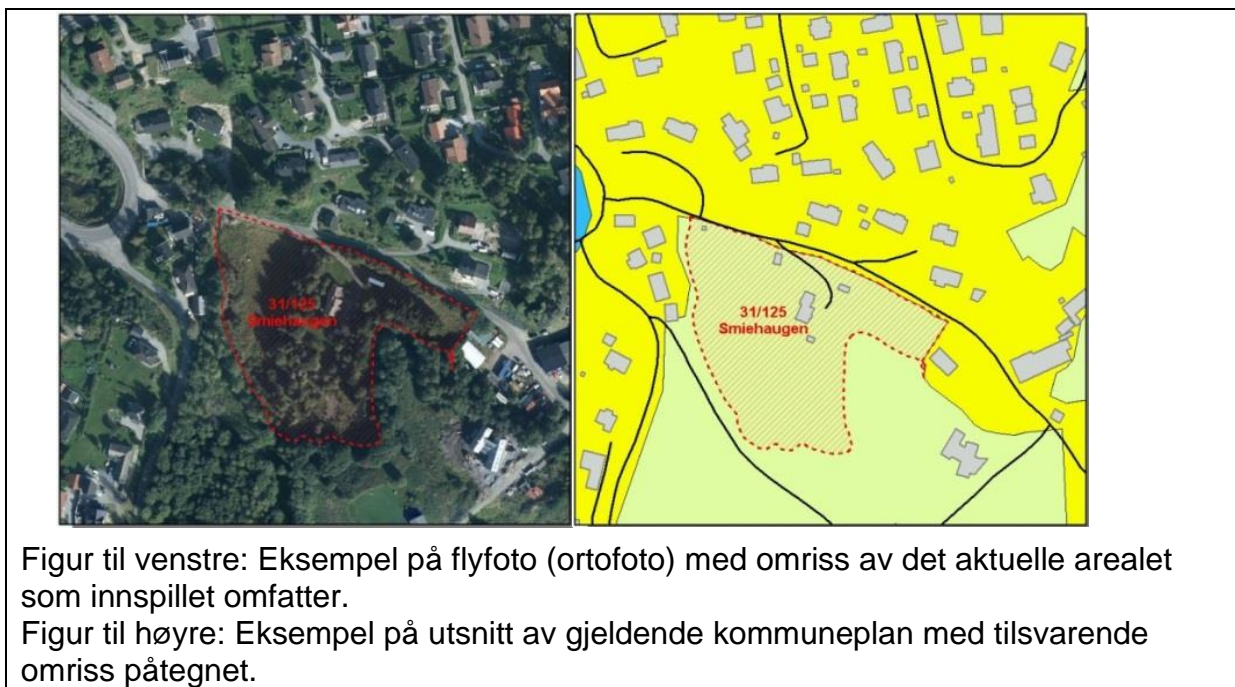 31/125
Smiehaugen
31/125
Smiehaugen
Figur til venstre: Eksempel på flyfoto (ortofoto) med omriss av det aktuelle arealet
som innspillet omfatter.
Figur til høyre: Eksempel på utsnitt av gjeldende kommuneplan med tilsvarende
omriss påtegnet.